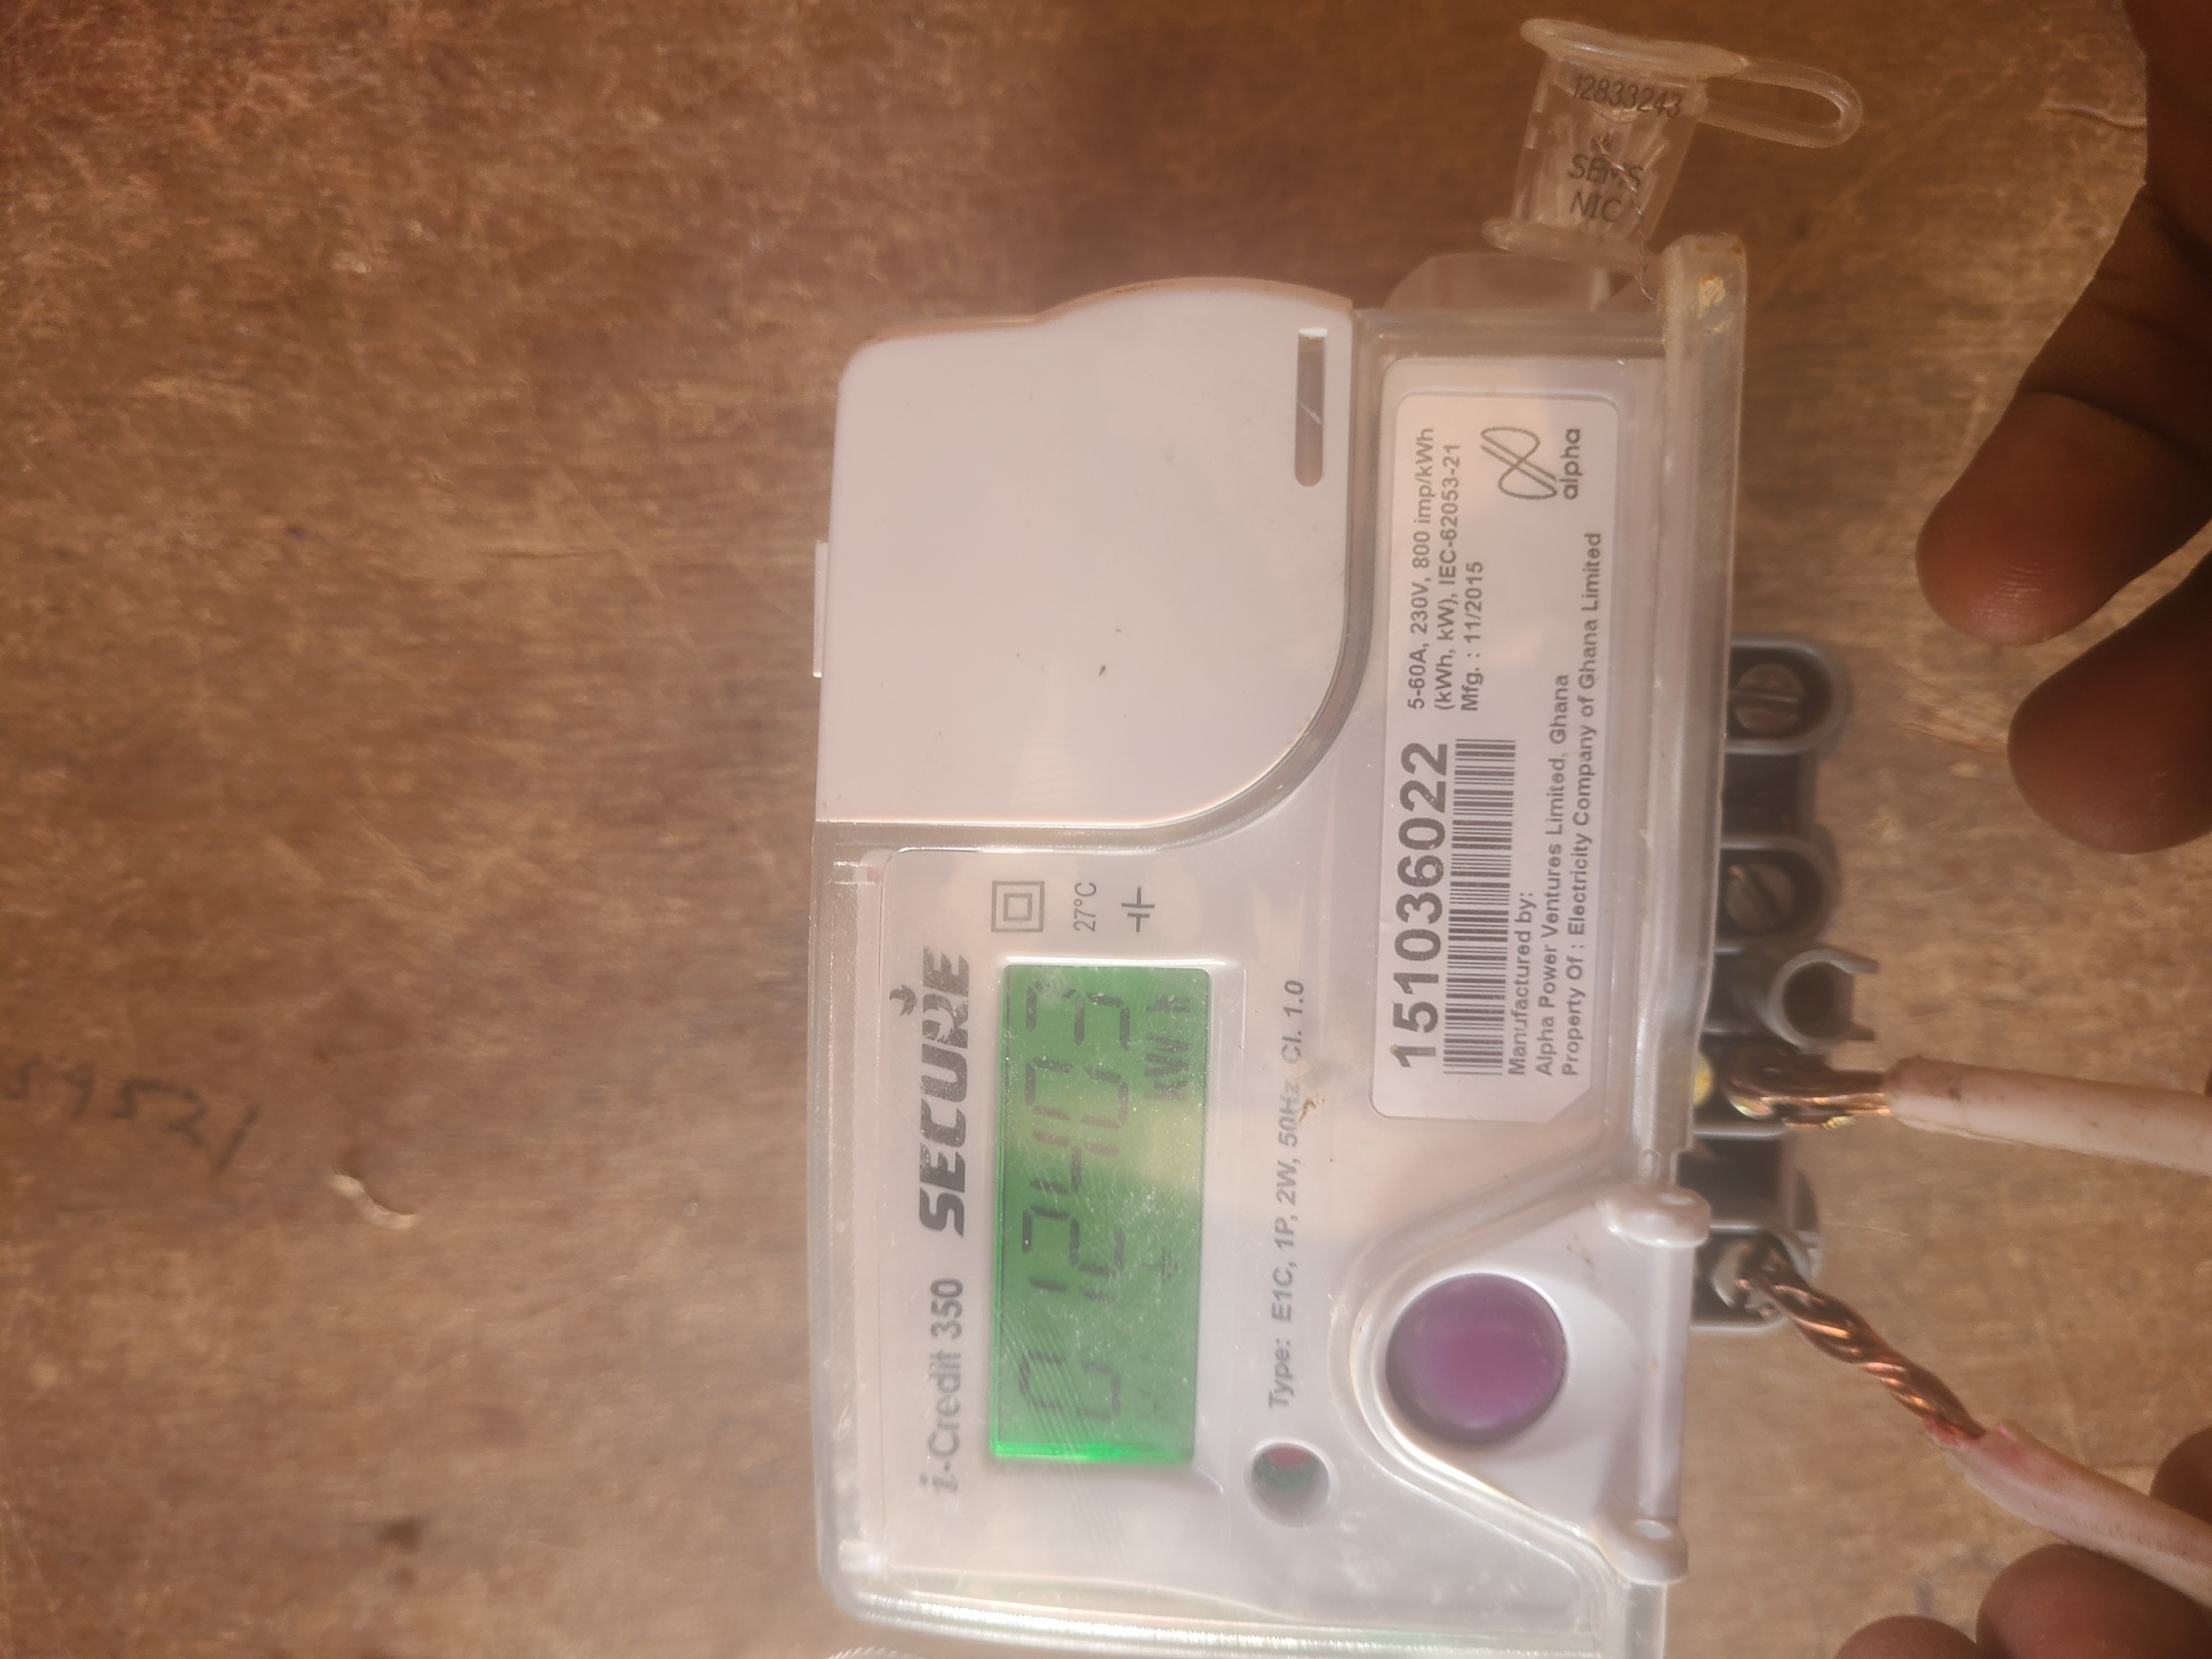 i-Credit 350 SECURE
012403
kWh
27°C
Type: E1C, 1P, 2W, 50Hz, Cl. 1.0
151036022
5-60A, 230V, 800 imp/kWh
(kWh, kW), IEC-62053-21
Mfg. : 11/2015
Manufactured by:
Alpha Power Ventures Limited, Ghana
Property Of : Electricity Company of Ghana Limited
alpha
12833243